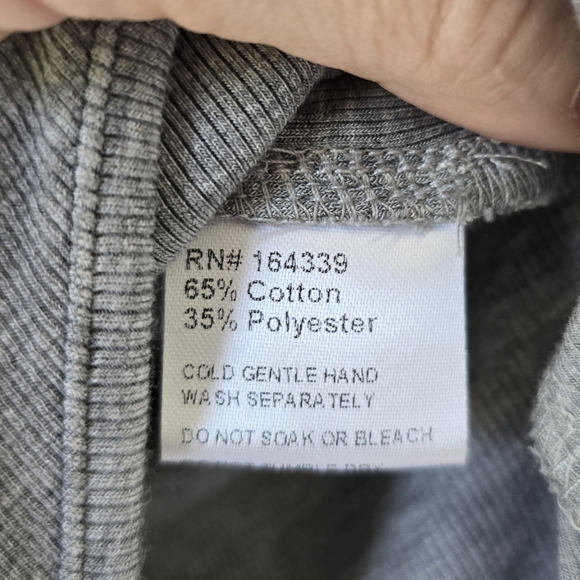 RN# 164339
65% Cotton
35% Polyester
COLD GENTLE HAND
WASH SEPARATELY
DO NOT SOAK OR BLEACH